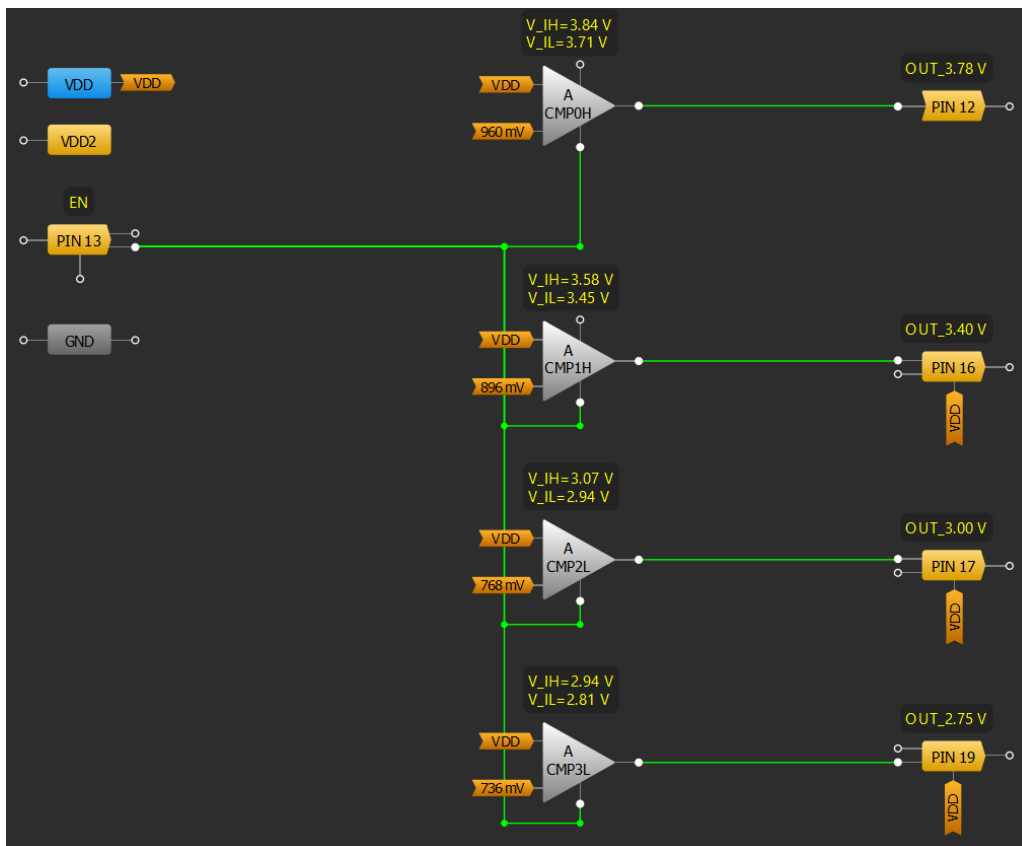 V_IH=3.84 V
V_IL=3.71 V
VDD
VDD
VDD
A
CMP0H
960 mV
OUT_3.78 V
PIN 12
VDD2
EN
PIN 13
GND
V_IH=3.58 V
V_IL=3.45 V
VDD
A
CMP1H
896 mV
OUT_3.40 V
PIN 16
VDD
V_IH=3.07 V
V_IL=2.94 V
VDD
A
CMP2L
768 mV
OUT_3.00 V
PIN 17
VDD
V_IH=2.94 V
V_IL=2.81 V
VDD
A
CMP3L
736 mV
OUT_2.75 V
PIN 19
VDD